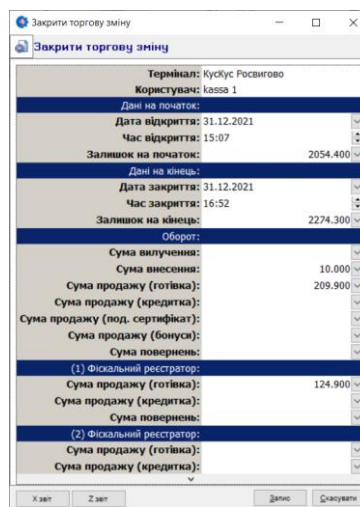 Закрити торгову зміну
Закрити торгову зміну
Термінал: КусКус Росвигово
Користувач: kassa 1
Дані на початок:
Дата відкриття: 31.12.2021
Час відкриття: 15:07
Залишок на початок: 2054.400
Дані на кінець:
Дата закриття: 31.12.2021
Час закриття: 16:52
Залишок на кінець: 2274.300
Оборот:
Сума вилучення:
Сума внесення: 10.000
Сума продажу (готівка): 209.900
Сума продажу (кредитка):
Сума продажу (под. сертифікат):
Сума продажу (бонуси):
Сума повернень:
(1) Фіскальний реєстратор:
Сума продажу (готівка): 124.900
Сума продажу (кредитка):
Сума повернень:
(2) Фіскальний реєстратор:
Сума продажу (готівка):
Сума продажу (кредитка):
X звіт Z звіт Запис Скасувати